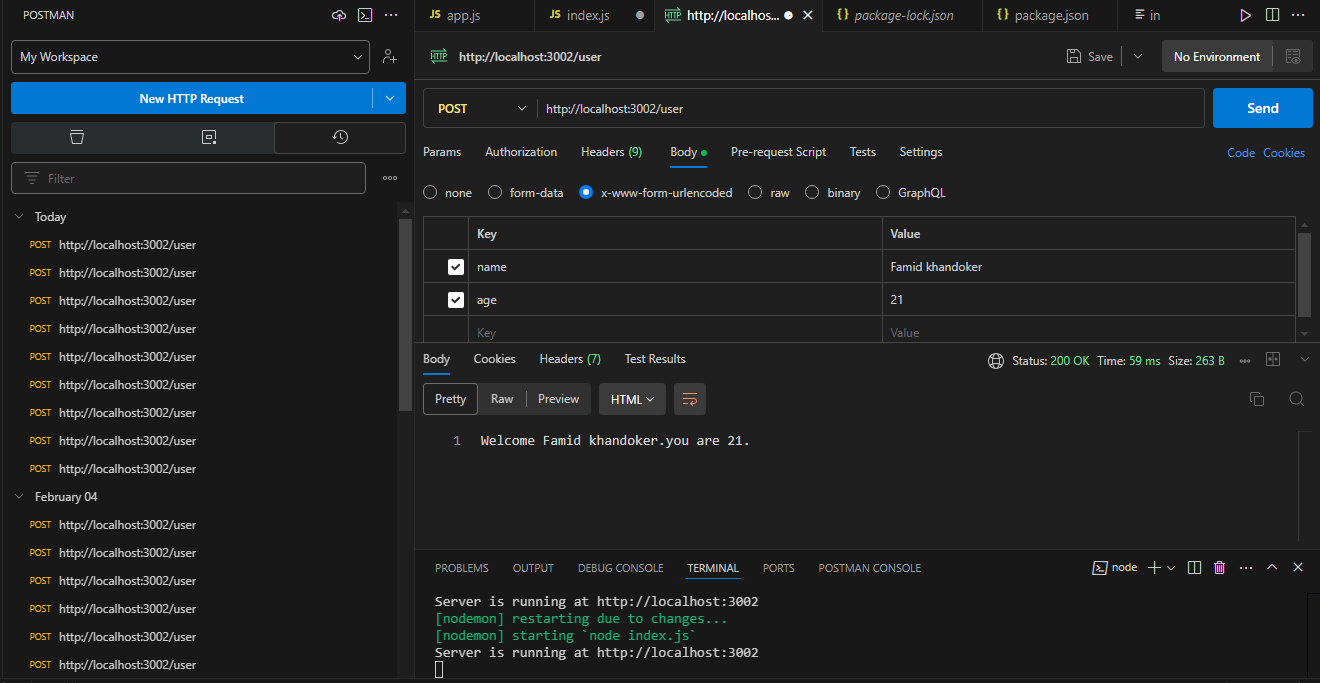 POSTMAN
My Workspace
New HTTP Request
Filter
Today
POST http://localhost:3002/user
POST http://localhost:3002/user
POST http://localhost:3002/user
POST http://localhost:3002/user
POST http://localhost:3002/user
POST http://localhost:3002/user
POST http://localhost:3002/user
POST http://localhost:3002/user
POST http://localhost:3002/user
February 04
POST http://localhost:3002/user
POST http://localhost:3002/user
POST http://localhost:3002/user
POST http://localhost:3002/user
POST http://localhost:3002/user
POST http://localhost:3002/user
JS app.js JS index.js HTTP http://localhos... {} package-lock.json {} package.json in
HTTP http://localhost:3002/user Save No Environment
POST http://localhost:3002/user Send
Params Authorization Headers (9) Body Pre-request Script Tests Settings Code Cookies
none form-data x-www-form-urlencoded raw binary GraphQL
Key Value
name Famid khandoker
age 21
Key Value
Body Cookies Headers (7) Test Results Status: 200 OK Time: 59 ms Size: 263 B
Pretty Raw Preview HTML
1 Welcome Famid khandoker.you are 21.
PROBLEMS OUTPUT DEBUG CONSOLE TERMINAL PORTS POSTMAN CONSOLE node
Server is running at http://localhost:3002
[nodemon] restarting due to changes...
[nodemon] starting `node index.js`
Server is running at http://localhost:3002